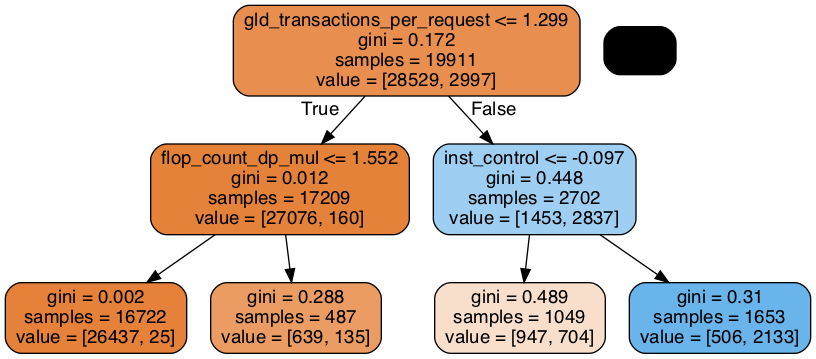 gld_transactions_per_request <= 1.299
gini = 0.172
samples = 19911
value = [28529, 2997]
True
False
flop_count_dp_mul <= 1.552
gini = 0.012
samples = 17209
value = [27076, 160]
inst_control <= -0.097
gini = 0.448
samples = 2702
value = [1453, 2837]
gini = 0.002
samples = 16722
value = [26437, 25]
gini = 0.288
samples = 487
value = [639, 135]
gini = 0.489
samples = 1049
value = [947, 704]
gini = 0.31
samples = 1653
value = [506, 2133]